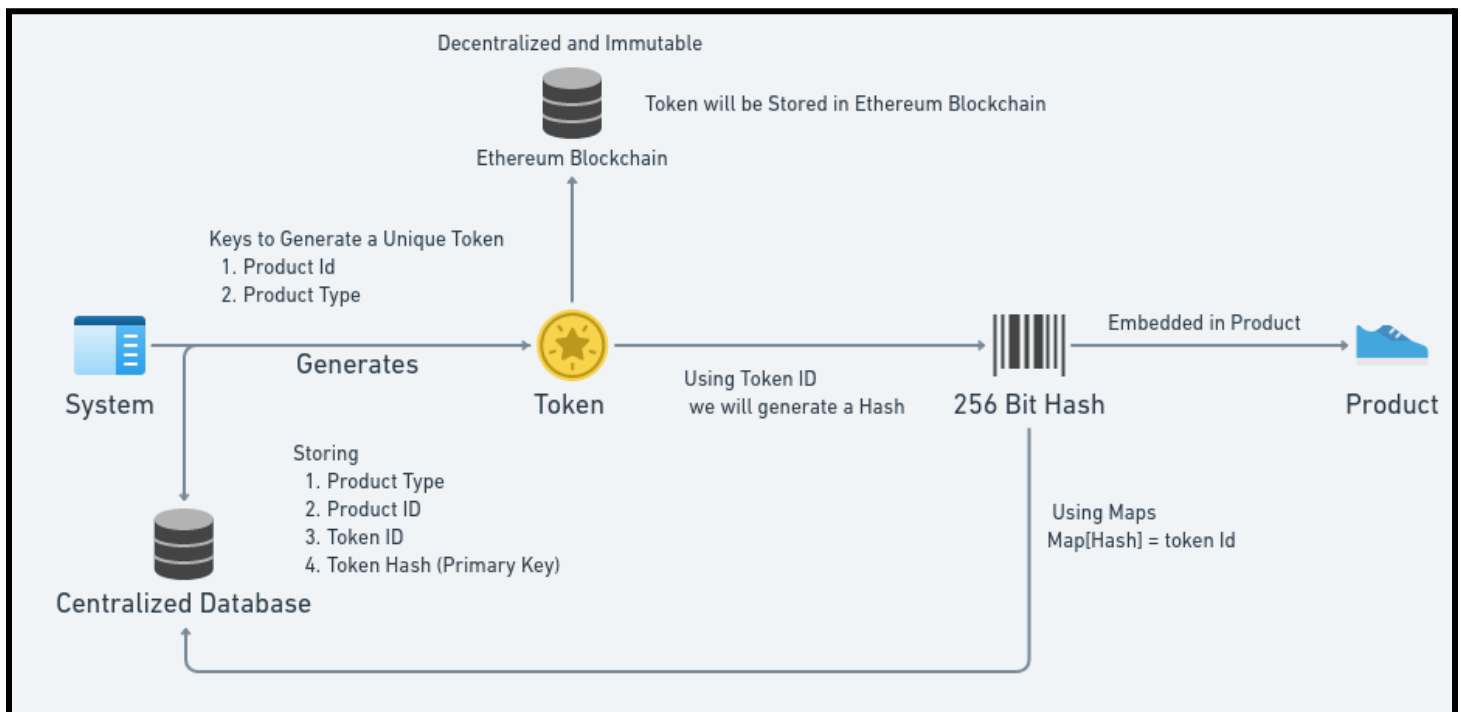 Decentralized and Immutable
Token will be Stored in Ethereum Blockchain
Ethereum Blockchain
Keys to Generate a Unique Token
1. Product Id
2. Product Type
Generates
Embedded in Product
System
Token
Using Token ID
we will generate a Hash
256 Bit Hash
Product
Storing
1. Product Type
2. Product ID
3. Token ID
4. Token Hash (Primary Key)
Using Maps
Map[Hash] = token Id
Centralized Database